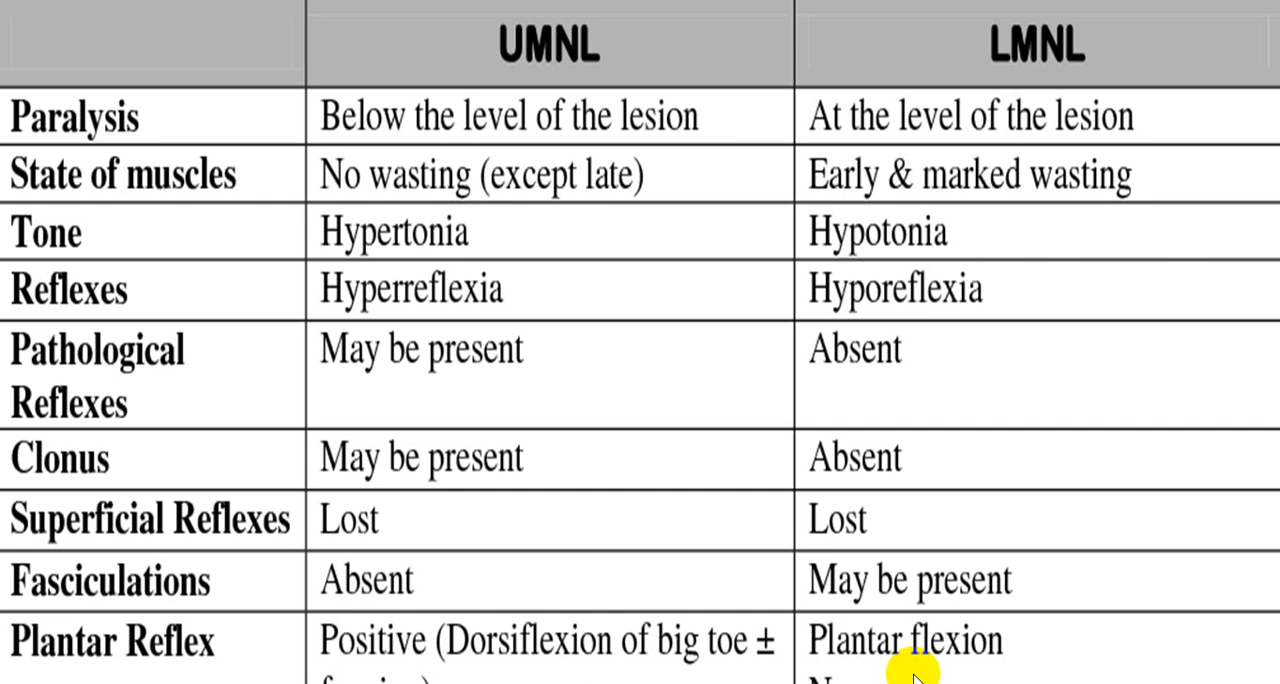 UMNL LMNL
Paralysis Below the level of the lesion At the level of the lesion
State of muscles No wasting (except late) Early & marked wasting
Tone Hypertonia Hypotonia
Reflexes Hyperreflexia Hyporeflexia
Pathological May be present Absent
Reflexes
Clonus May be present Absent
Superficial Reflexes Lost Lost
Fasciculations Absent May be present
Plantar Reflex Positive (Dorsiflexion of big toe ± Plantar flexion